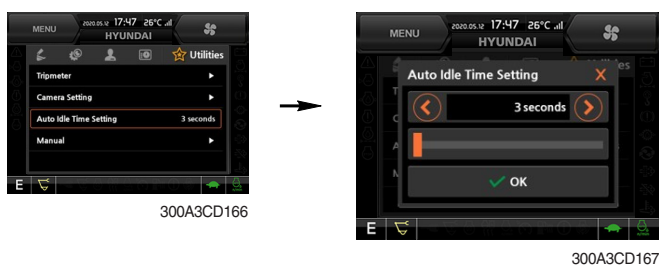 MENU
2020.05.12 17:47 26°C .ill
HYUNDAI
Utilities
Tripmeter
Camera Setting
Auto Idle Time Setting 3 seconds
Manual
E
300A3CD166
MENU
2020.05.12 17:47 26°C
HYUNDAI
Auto Idle Time Setting X
3 seconds
OK
E
300A3CD167